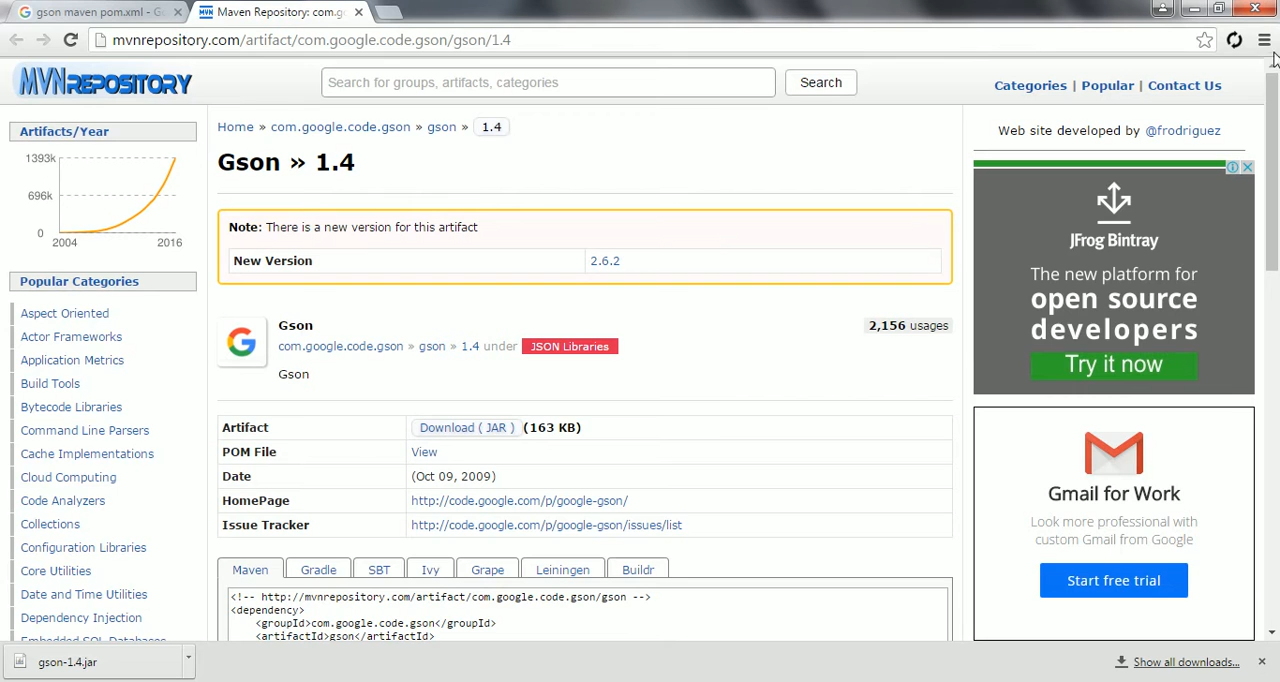 gson maven pom.xml - G
Maven Repository: com.g
mvnrepository.com/artifact/com.google.code.gson/gson/1.4
MVNREPOSITORY
Search for groups, artifacts, categories
Search
Categories | Popular | Contact Us
Artifacts/Year
1393k
696k
0
2004
2016
Popular Categories
Aspect Oriented
Actor Frameworks
Application Metrics
Build Tools
Bytecode Libraries
Command Line Parsers
Cache Implementations
Cloud Computing
Code Analyzers
Collections
Configuration Libraries
Core Utilities
Date and Time Utilities
Dependency Injection
Embedded SQL Databases
Home » com.google.code.gson » gson » 1.4
Gson » 1.4
Note: There is a new version for this artifact
New Version 2.6.2
Gson
2,156 usages
com.google.code.gson » gson » 1.4 under JSON Libraries
Gson
Artifact Download ( JAR ) (163 KB)
POM File View
Date (Oct 09, 2009)
HomePage http://code.google.com/p/google-gson/
Issue Tracker http://code.google.com/p/google-gson/issues/list
Maven Gradle SBT Ivy Grape Leiningen Buildr
<!-- http://mvnrepository.com/artifact/com.google.code.gson/gson -->
<dependency>
<groupId>com.google.code.gson</groupId>
<artifactId>gson</artifactId>
Web site developed by @frodriguez
JFrog Bintray
The new platform for
open source
developers
Try it now
Gmail for Work
Look more professional with
custom Gmail from Google
Start free trial
gson-1.4.jar
Show all downloads...